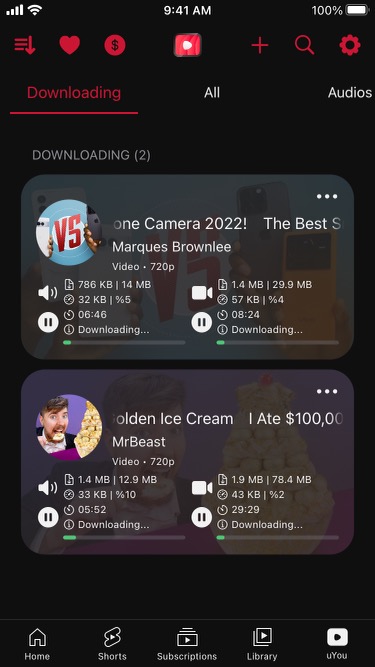 9:41 AM
100%
$
Downloading
All
Audios
DOWNLOADING (2)
one Camera 2022! The Best S
Marques Brownlee
Video • 720p
VS
786 KB | 14 MB
32 KB | %5
06:46
Downloading...
1.4 MB | 29.9 MB
57 KB | %4
08:24
Downloading...
Golden Ice Cream I Ate $100,00
MrBeast
Video • 720p
1.4 MB | 12.9 MB
33 KB | %10
05:52
Downloading...
1.9 MB | 78.4 MB
43 KB | %2
29:29
Downloading...
Home
Shorts
Subscriptions
Library
uYou